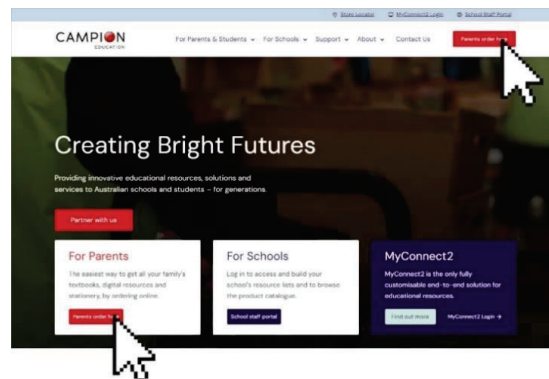 Store Locator MyConnect2 Login School Staff Portal
CAMPION
EDUCATION
For Parents & Students For Schools Support About Contact Us Parents order here
Creating Bright Futures
Providing innovative educational resources, solutions and
services to Australian schools and students – for generations.
Partner with us
For Parents
The easiest way to get all your family's
textbooks, digital resources and
stationery, by ordering online.
Parents order here
For Schools
Log in to access and build your
school's resource lists and to browse
the product catalogue.
School staff portal
MyConnect2
MyConnect2 is the only fully
customisable end-to-end solution for
educational resources.
Find out more MyConnect2 Login →